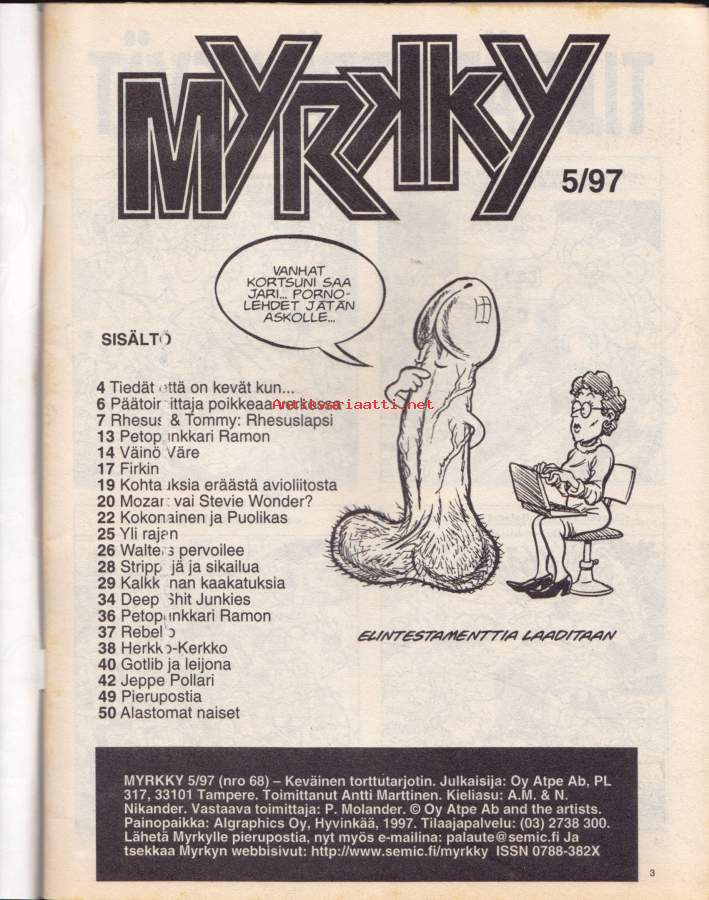 MYRKKY
5/97
VANHAT
KORTSUNI SAA
JARI... PORNO-
LEHDET JÄTÄN
ASKOLLE...
SISÄLTÖ
4 Tiedät että on kevät kun...
6 Päätoimittaja poikkeaa verkossa
Antikvariaatti.net
7 Rhesus & Tommy: Rhesuslapsi
13 Petopunkkari Ramon
14 Väinö Väre
17 Firkin
19 Kohtauksia eräästä avioliitosta
20 Mozart vai Stevie Wonder?
22 Kokonainen ja Puolikas
25 Yli rajan
26 Walters pervoilee
28 Strippejä ja sikailua
29 Kalkkunan kaakatuksia
34 Deep Shit Junkies
36 Petopunkkari Ramon
37 Rebello
38 Herkko-Kerkko
40 Gotlib ja leijona
42 Jeppe Pollari
49 Pierupostia
50 Alastomat naiset
ELINTESTAMENTTIA LAADITAAN
MYRKKY 5/97 (nro 68) – Keväinen torttutarjotin. Julkaisija: Oy Atpe Ab, PL
317, 33101 Tampere. Toimittanut Antti Marttinen. Kieliasu: A.M. & N.
Nikander. Vastaava toimittaja: P. Molander. © Oy Atpe Ab and the artists.
Painopaikka: Algraphics Oy, Hyvinkää, 1997. Tilaajapalvelu: (03) 2738 300.
Lähetä Myrkylle pierupostia, nyt myös e-mailina: palaute@semic.fi Ja
tsekkaa Myrkyn webbisivut: http://www.semic.fi/myrkky ISSN 0788-382X
3